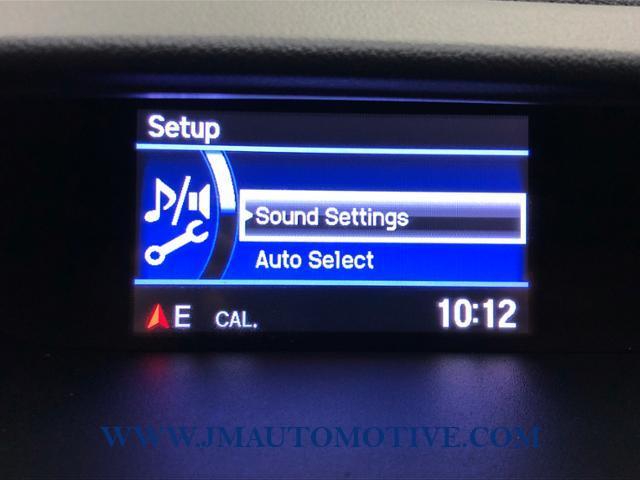 Setup
Sound Settings
Auto Select
E CAL. 10:12
WWW.JMAUTOMOTIVE.COM